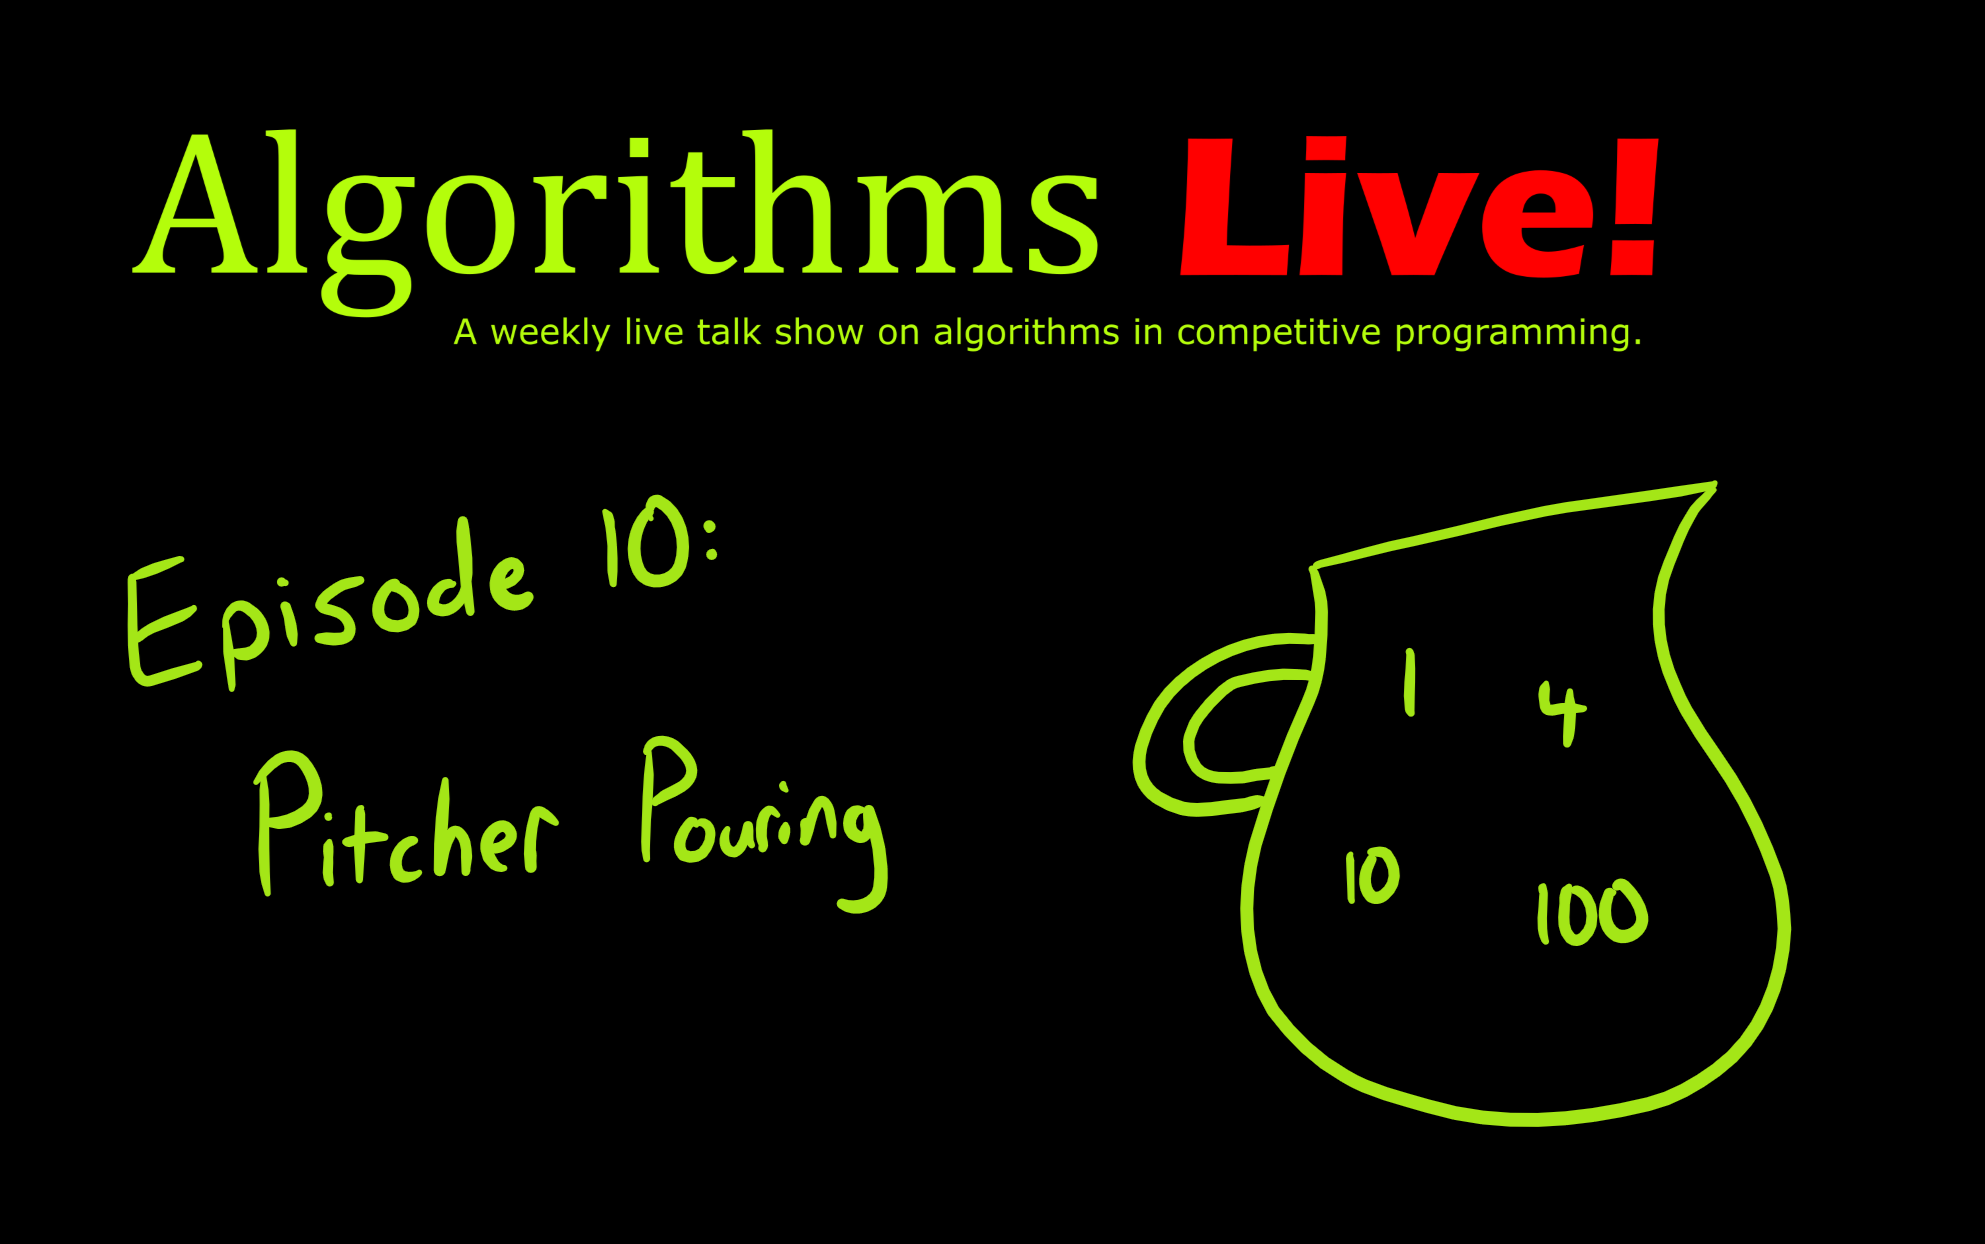 Algorithms Live!
A weekly live talk show on algorithms in competitive programming.
Episode 10:
Pitcher Pouring
1 4
10 100